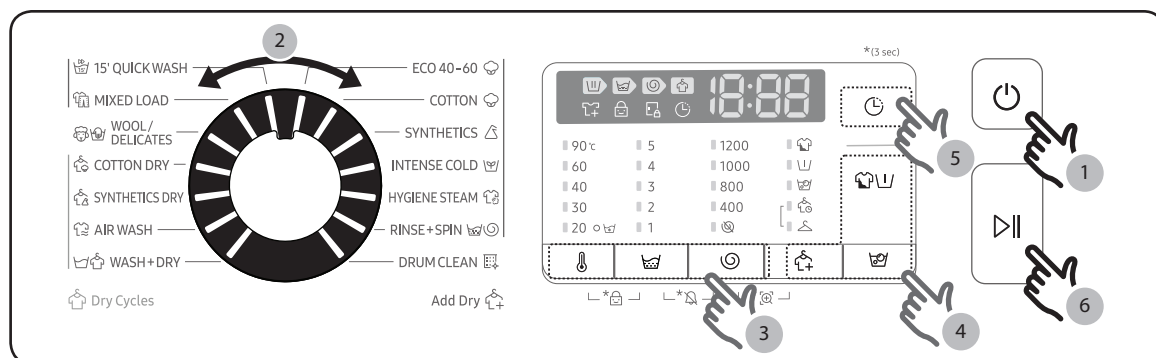 2
15' QUICK WASH
MIXED LOAD
WOOL/
DELICATES
COTTON DRY
SYNTHETICS DRY
AIR WASH
WASH+DRY
Dry Cycles
ECO 40-60
COTTON
SYNTHETICS
INTENSE COLD
HYGIENE STEAM
RINSE+SPIN
DRUM CLEAN
Add Dry
*(3 sec)
18:88
90℃ 5 1200
60 4 1000
40 3 800
30 2 400
20 1
*
*
3
4
5
1
6